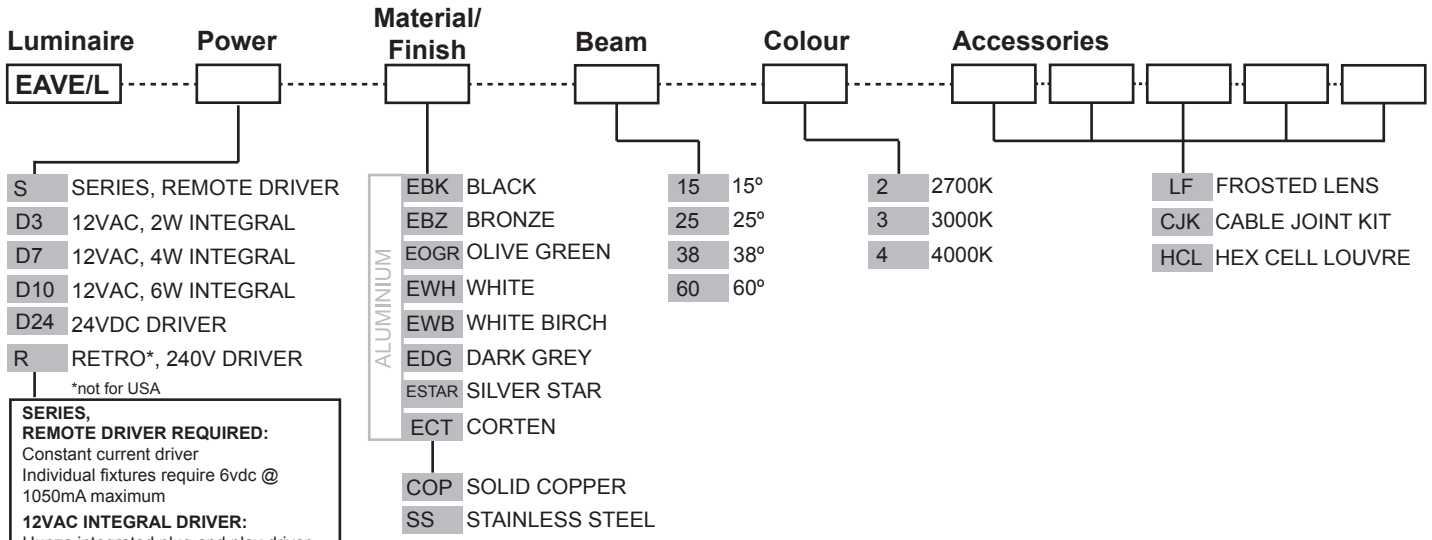 Luminaire Power Material/ Finish Beam Colour Accessories
EAVE/L
S SERIES, REMOTE DRIVER
D3 12VAC, 2W INTEGRAL
D7 12VAC, 4W INTEGRAL
D10 12VAC, 6W INTEGRAL
D24 24VDC DRIVER
R RETRO*, 240V DRIVER
*not for USA
SERIES,
REMOTE DRIVER REQUIRED:
Constant current driver
Individual fixtures require 6vdc @
1050mA maximum
12VAC INTEGRAL DRIVER:
ALUMINIUM
EBK BLACK
EBZ BRONZE
EOGR OLIVE GREEN
EWH WHITE
EWB WHITE BIRCH
EDG DARK GREY
ESTAR SILVER STAR
ECT CORTEN
COP SOLID COPPER
SS STAINLESS STEEL
15 15º
25 25º
38 38º
60 60º
2 2700K
3 3000K
4 4000K
LF FROSTED LENS
CJK CABLE JOINT KIT
HCL HEX CELL LOUVRE